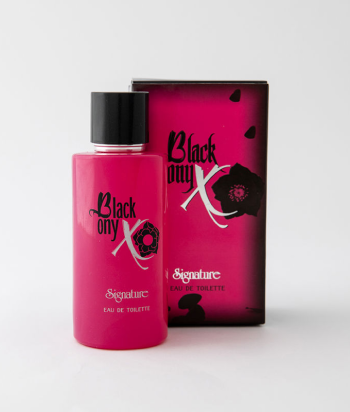 Black
onyX
Signature
EAU DE TOILETTE
Black
onyX
Signature
EAU DE TOILETTE